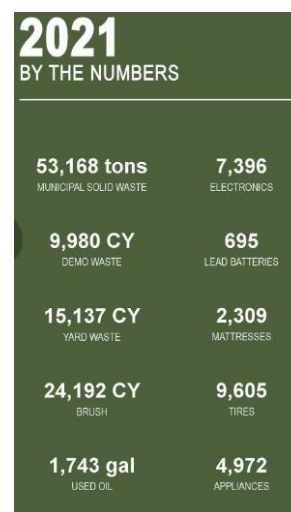 2021
BY THE NUMBERS
53,168 tons
MUNICIPAL SOLID WASTE
7,396
ELECTRONICS
9,980 CY
DEMO WASTE
695
LEAD BATTERIES
15,137 CY
YARD WASTE
2,309
MATTRESSES
24,192 CY
BRUSH
9,605
TIRES
1,743 gal
USED OIL
4,972
APPLIANCES